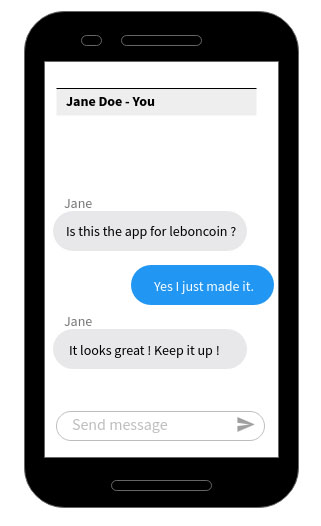 Jane Doe - You
Jane
Is this the app for leboncoin ?
Yes I just made it.
Jane
It looks great ! Keep it up !
Send message